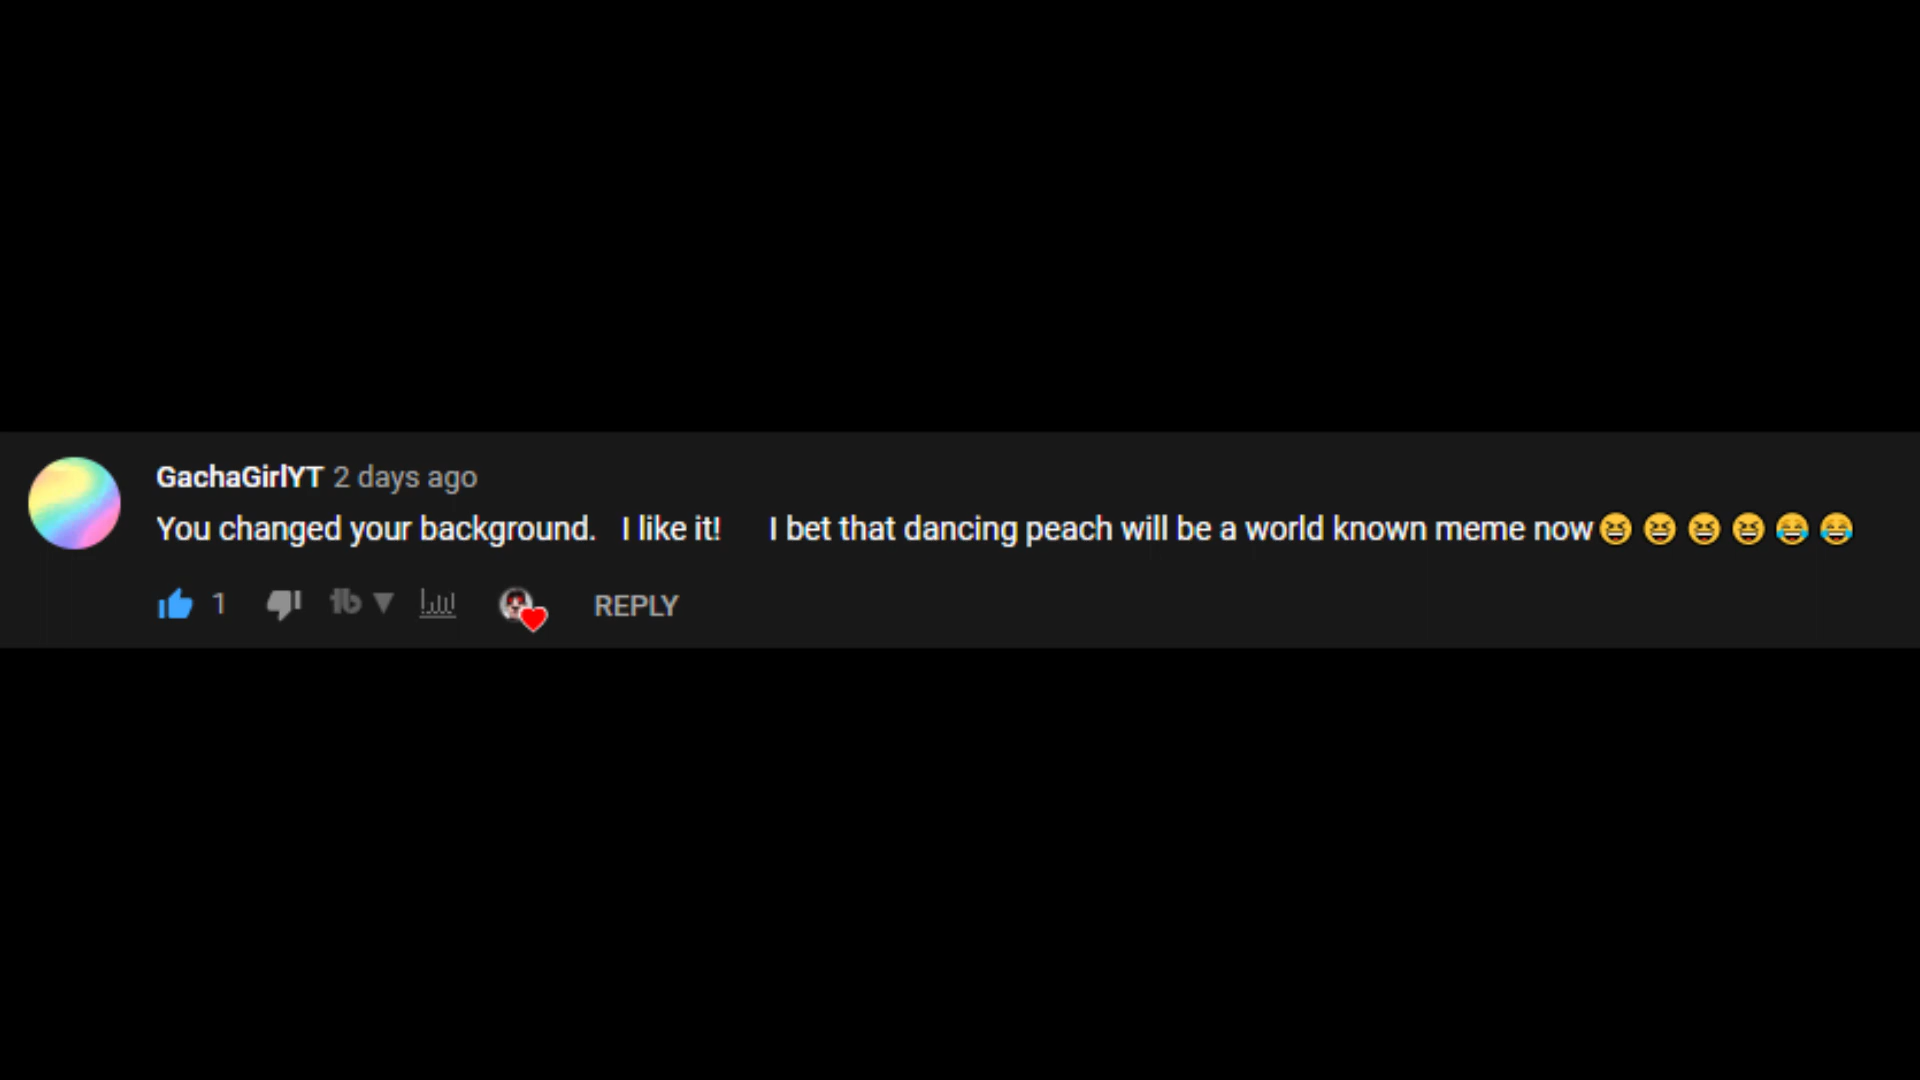 GachaGirlYT 2 days ago
You changed your background.   I like it!      I bet that dancing peach will be a world known meme now😆😆😆😆😂😂
1 tb REPLY